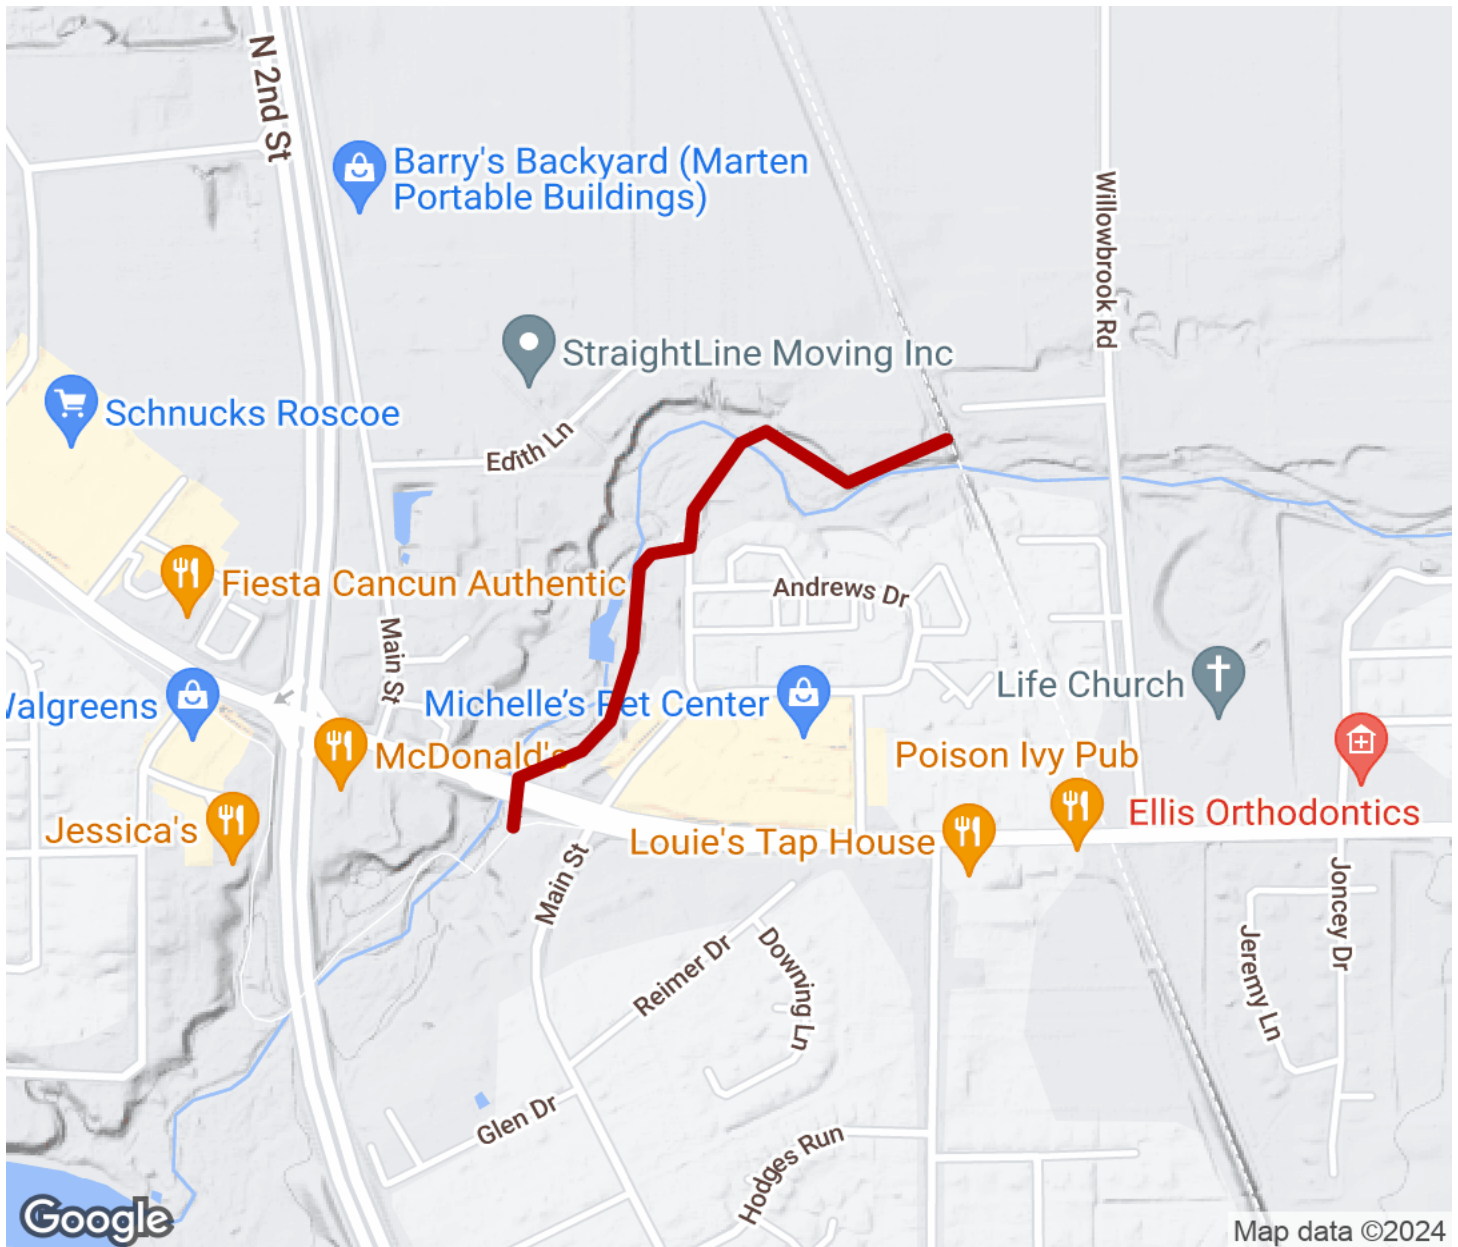 N 2nd St
Barry's Backyard (Marten
Portable Buildings)
Willowbrook Rd
StraightLine Moving Inc
Schnucks Roscoe
Edith Ln
Fiesta Cancun Authentic
Andrews Dr
Main St
Life Church
Michelle’s Pet Center
Walgreens
McDonald's
Poison Ivy Pub
Ellis Orthodontics
Jessica's
Louie's Tap House
Main St
Joncey Dr
Reimer Dr
Downing Ln
Jeremy Ln
Glen Dr
Hodges Run
Google
Map data ©2024